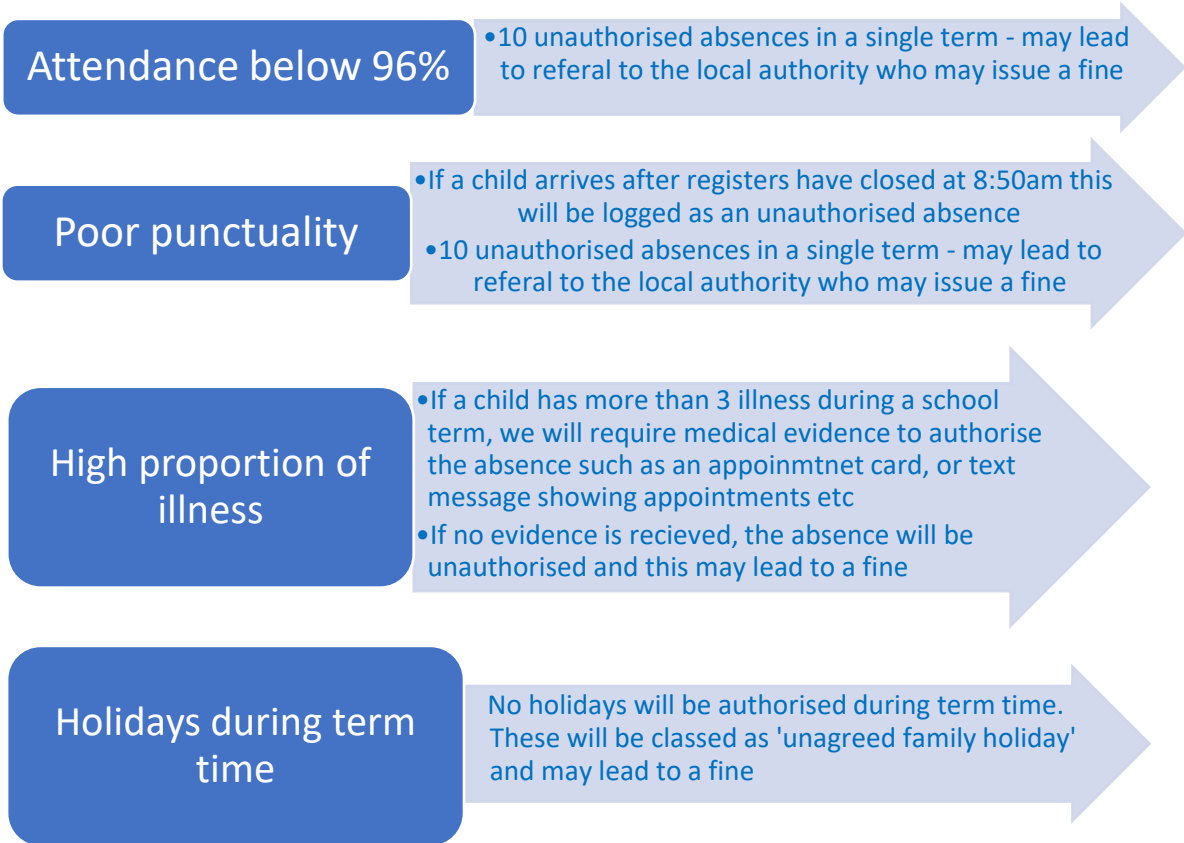 Attendance below 96%
•10 unauthorised absences in a single term - may lead
to referal to the local authority who may issue a fine
Poor punctuality
•If a child arrives after registers have closed at 8:50am this
will be logged as an unauthorised absence
•10 unauthorised absences in a single term - may lead to
referal to the local authority who may issue a fine
High proportion of
illness
•If a child has more than 3 illness during a school
term, we will require medical evidence to authorise
the absence such as an appoinmtnet card, or text
message showing appointments etc
•If no evidence is recieved, the absence will be
unauthorised and this may lead to a fine
Holidays during term
time
No holidays will be authorised during term time.
These will be classed as 'unagreed family holiday'
and may lead to a fine